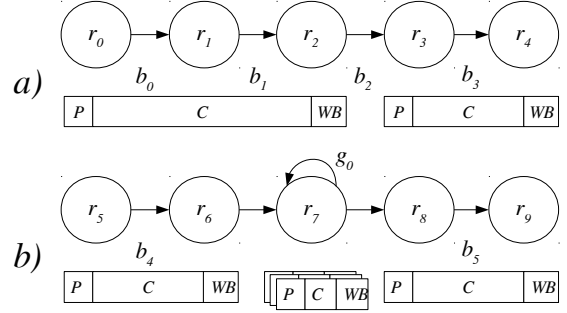 r0 r1 r2 r3 r4
a) b0 b1 b2 b3
P C WB P C WB
g0
r5 r6 r7 r8 r9
b) b4 b5
P C WB P C WB P C WB